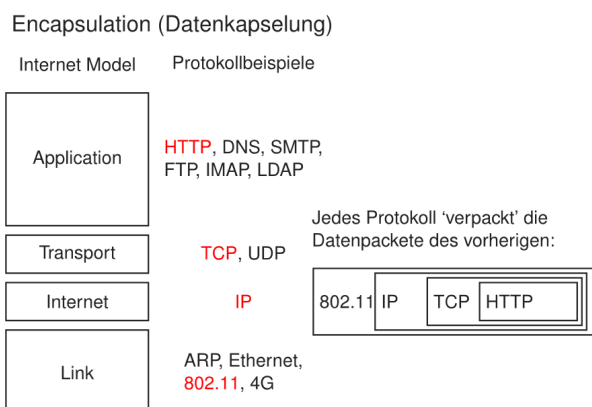 Encapsulation (Datenkapselung)
Internet Model
Protokollbeispiele
Application
HTTP, DNS, SMTP,
FTP, IMAP, LDAP
Jedes Protokoll ‘verpackt’ die
Datenpackete des vorherigen:
Transport
TCP, UDP
Internet
IP
802.11 IP TCP HTTP
Link
ARP, Ethernet,
802.11, 4G